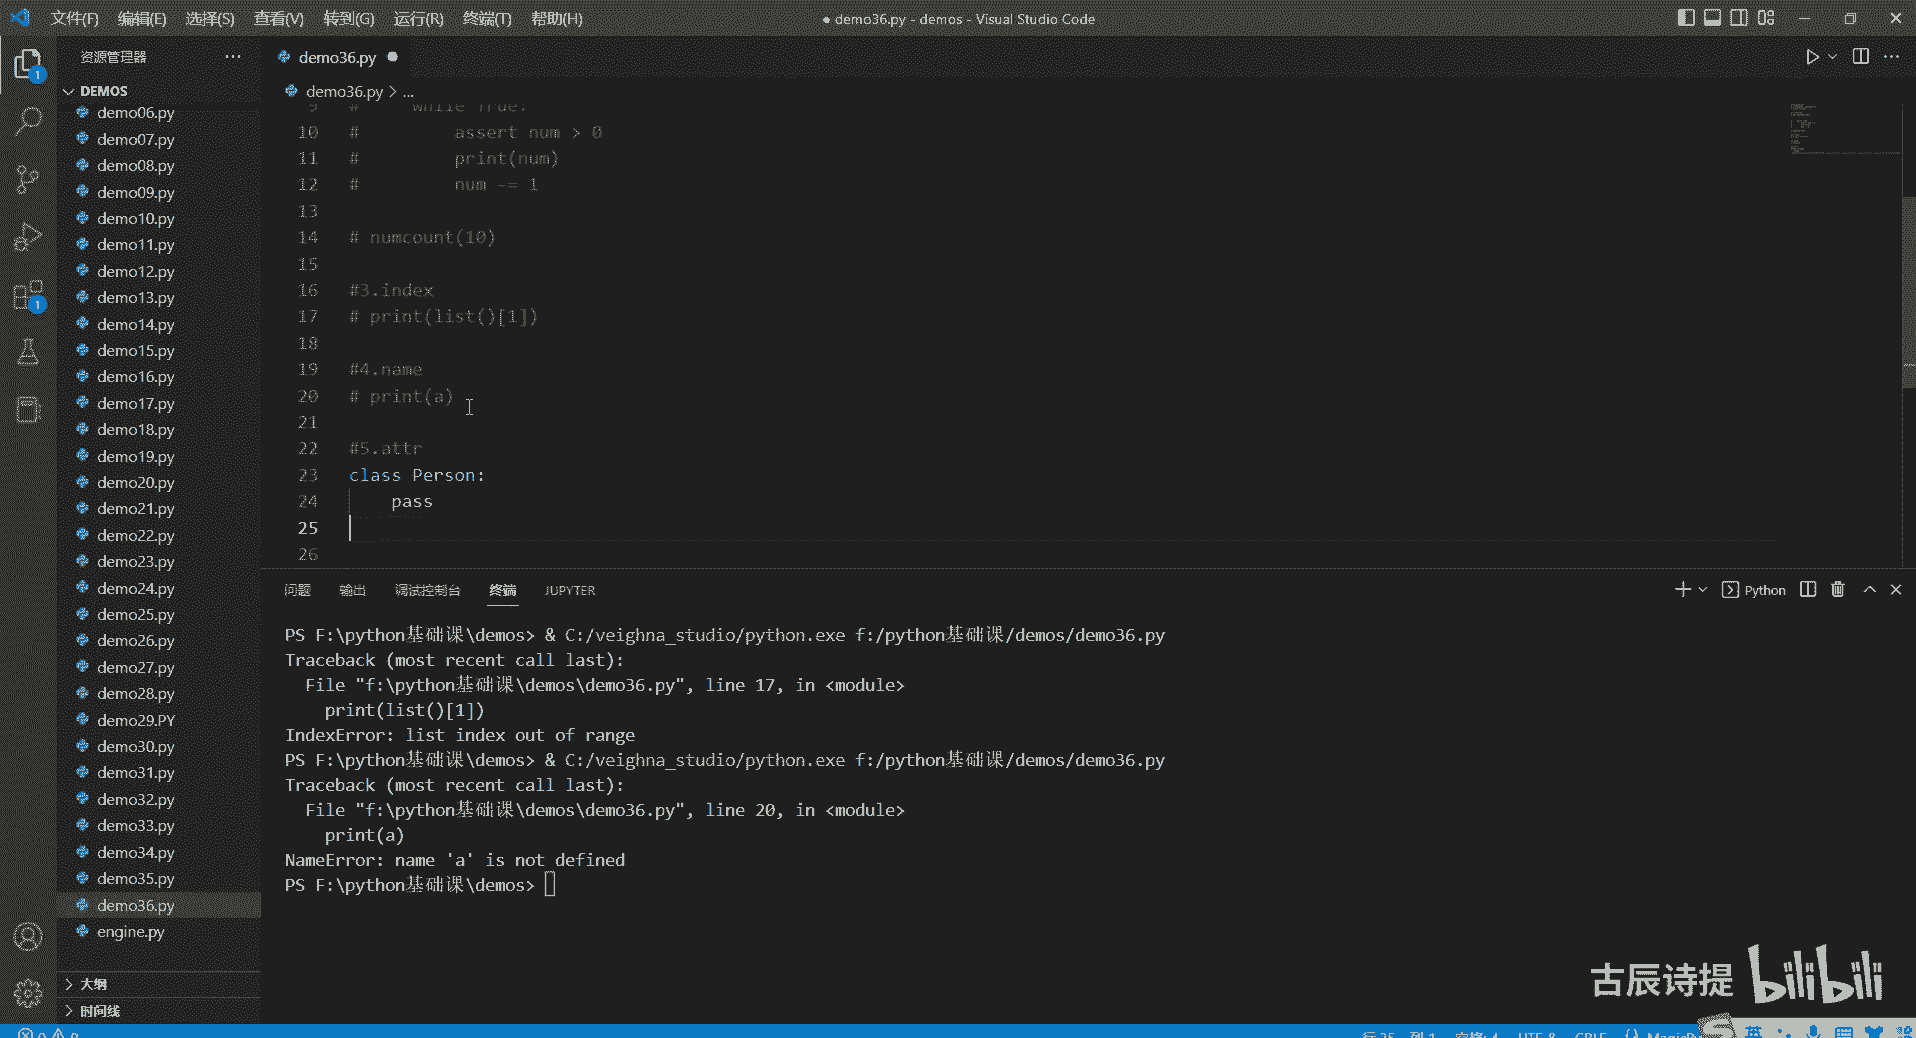 文件(F) 编辑(E) 选择(S) 查看(V) 转到(G) 运行(R) 终端(T) 帮助(H)
● demo36.py - demos - Visual Studio Code
资源管理器 ···
demo36.py ●
DEMOS
demo36.py > ...
demo06.py
demo07.py
demo08.py
demo09.py
demo10.py
demo11.py
demo12.py
demo13.py
demo14.py
demo15.py
demo16.py
demo17.py
demo18.py
demo19.py
demo20.py
demo21.py
demo22.py
demo23.py
demo24.py
demo25.py
demo26.py
demo27.py
demo28.py
demo29.PY
demo30.py
demo31.py
demo32.py
demo33.py
demo34.py
demo35.py
demo36.py
engine.py
大纲
时间线
1
1
9 # while True:
10 # assert num > 0
11 # print(num)
12 # num -= 1
13
14 # numcount(10)
15
16 #3.index
17 # print(list()[1])
18
19 #4.name
20 # print(a)
21
22 #5.attr
23 class Person:
24 pass
25
26
问题 输出 调试控制台 终端 JUPYTER
Python
PS F:\python基础课\demos> & C:/veighna_studio/python.exe f:/python基础课/demos/demo36.py
Traceback (most recent call last):
File "f:\python基础课\demos\demo36.py", line 17, in <module>
print(list()[1])
IndexError: list index out of range
PS F:\python基础课\demos> & C:/veighna_studio/python.exe f:/python基础课/demos/demo36.py
Traceback (most recent call last):
File "f:\python基础课\demos\demo36.py", line 20, in <module>
print(a)
NameError: name 'a' is not defined
PS F:\python基础课\demos>
古辰诗提 bilibili
行 25, 列 1 空格: 4 UTF-8 CRLF
英